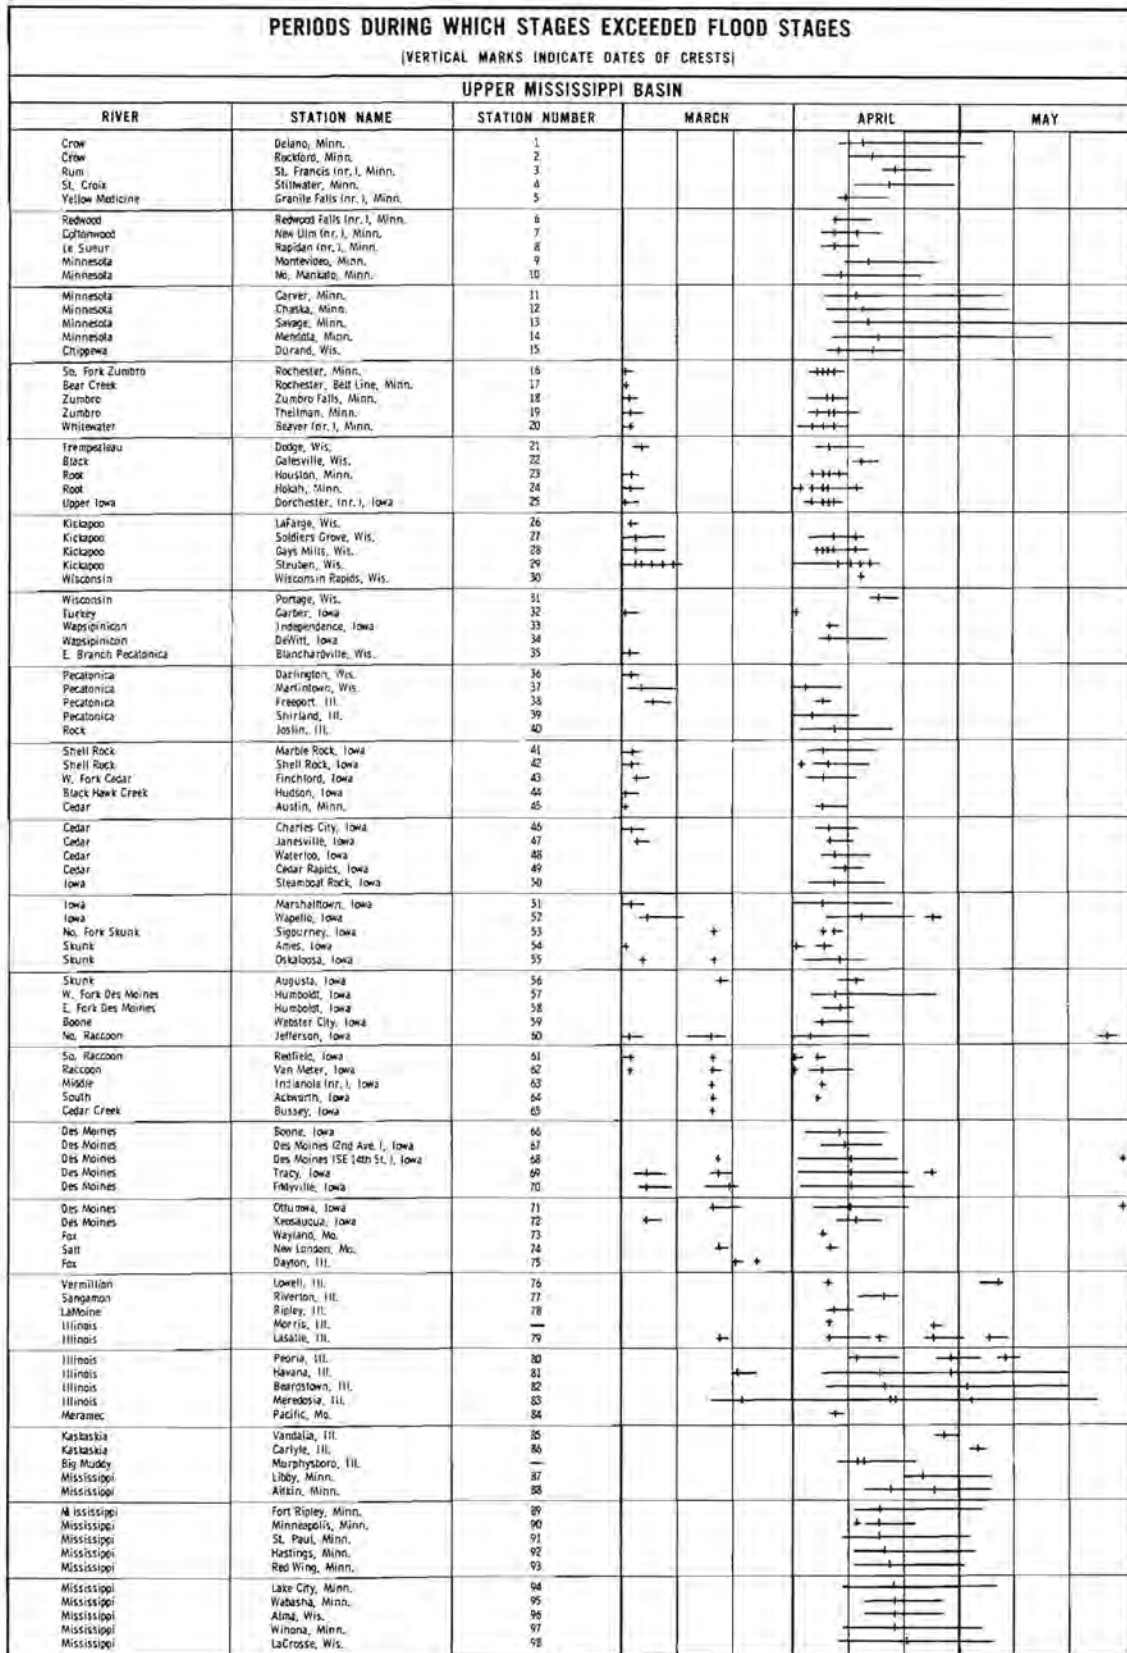 PERIODS DURING WHICH STAGES EXCEEDED FLOOD STAGES
(VERTICAL MARKS INDICATE DATES OF CRESTS)
UPPER MISSISSIPPI BASIN
RIVER STATION NAME STATION NUMBER MARCH APRIL MAY
Crow Delano, Minn. 1
Crow Rockford, Minn. 2
Rum St. Francis (nr.), Minn. 3
St. Croix Stillwater, Minn. 4
Yellow Medicine Granite Falls (nr.), Minn. 5
Redwood Redwood Falls (nr.), Minn. 6
Cottonwood New Ulm (nr.), Minn. 7
Le Sueur Rapidan (nr.), Minn. 8
Minnesota Montevideo, Minn. 9
Minnesota No. Mankato, Minn. 10
Minnesota Carver, Minn. 11
Minnesota Chaska, Minn. 12
Minnesota Savage, Minn. 13
Minnesota Mendota, Minn. 14
Chippewa Durand, Wis. 15
So. Fork Zumbro Rochester, Minn. 16
Bear Creek Rochester, Belt Line, Minn. 17
Zumbro Zumbro Falls, Minn. 18
Zumbro Theilman, Minn. 19
Whitewater Beaver (nr.), Minn. 20
Trempealeau Dodge, Wis. 21
Black Galesville, Wis. 22
Root Houston, Minn. 23
Root Hokah, Minn. 24
Upper Iowa Dorchester, (nr.), Iowa 25
Kickapoo LaFarge, Wis. 26
Kickapoo Soldiers Grove, Wis. 27
Kickapoo Gays Mills, Wis. 28
Kickapoo Steuben, Wis. 29
Wisconsin Wisconsin Rapids, Wis. 30
Wisconsin Portage, Wis. 31
Turkey Garber, Iowa 32
Wapsipinicon Independence, Iowa 33
Wapsipinicon DeWitt, Iowa 34
E. Branch Pecatonica Blanchardville, Wis. 35
Pecatonica Darlington, Wis. 36
Pecatonica Martintown, Wis. 37
Pecatonica Freeport, Ill. 38
Pecatonica Shirland, Ill. 39
Rock Joslin, Ill. 40
Shell Rock Marble Rock, Iowa 41
Shell Rock Shell Rock, Iowa 42
W. Fork Cedar Finchford, Iowa 43
Black Hawk Creek Hudson, Iowa 44
Cedar Austin, Minn. 45
Cedar Charles City, Iowa 46
Cedar Janesville, Iowa 47
Cedar Waterloo, Iowa 48
Cedar Cedar Rapids, Iowa 49
Iowa Steamboat Rock, Iowa 50
Iowa Marshalltown, Iowa 51
Iowa Wapello, Iowa 52
No. Fork Skunk Sigourney, Iowa 53
Skunk Ames, Iowa 54
Skunk Oskaloosa, Iowa 55
Skunk Augusta, Iowa 56
W. Fork Des Moines Humboldt, Iowa 57
E. Fork Des Moines Humboldt, Iowa 58
Boone Webster City, Iowa 59
No. Raccoon Jefferson, Iowa 60
So. Raccoon Redfield, Iowa 61
Raccoon Van Meter, Iowa 62
Middle Indianola (nr.), Iowa 63
South Ackworth, Iowa 64
Cedar Creek Bussey, Iowa 65
Des Moines Boone, Iowa 66
Des Moines Des Moines (2nd Ave.), Iowa 67
Des Moines Des Moines (SE 14th St.), Iowa 68
Des Moines Tracy, Iowa 69
Des Moines Eddyville, Iowa 70
Des Moines Ottumwa, Iowa 71
Des Moines Keosauqua, Iowa 72
Fox Wayland, Mo. 73
Salt New London, Mo. 74
Fox Dayton, Ill. 75
Vermillion Lowell, Ill. 76
Sangamon Riverton, Ill. 77
LaMoine Ripley, Ill. 78
Illinois Morris, Ill. —
Illinois Lasalle, Ill. 79
Illinois Peoria, Ill. 80
Illinois Havana, Ill. 81
Illinois Beardstown, Ill. 82
Illinois Meredosia, Ill. 83
Meramec Pacific, Mo. 84
Kaskaskia Vandalia, Ill. 85
Kaskaskia Carlyle, Ill. 86
Big Muddy Murphysboro, Ill. —
Mississippi Libby, Minn. 87
Mississippi Aitkin, Minn. 88
Mississippi Fort Ripley, Minn. 89
Mississippi Minneapolis, Minn. 90
Mississippi St. Paul, Minn. 91
Mississippi Hastings, Minn. 92
Mississippi Red Wing, Minn. 93
Mississippi Lake City, Minn. 94
Mississippi Wabasha, Minn. 95
Mississippi Alma, Wis. 96
Mississippi Winona, Minn. 97
Mississippi LaCrosse, Wis. 98